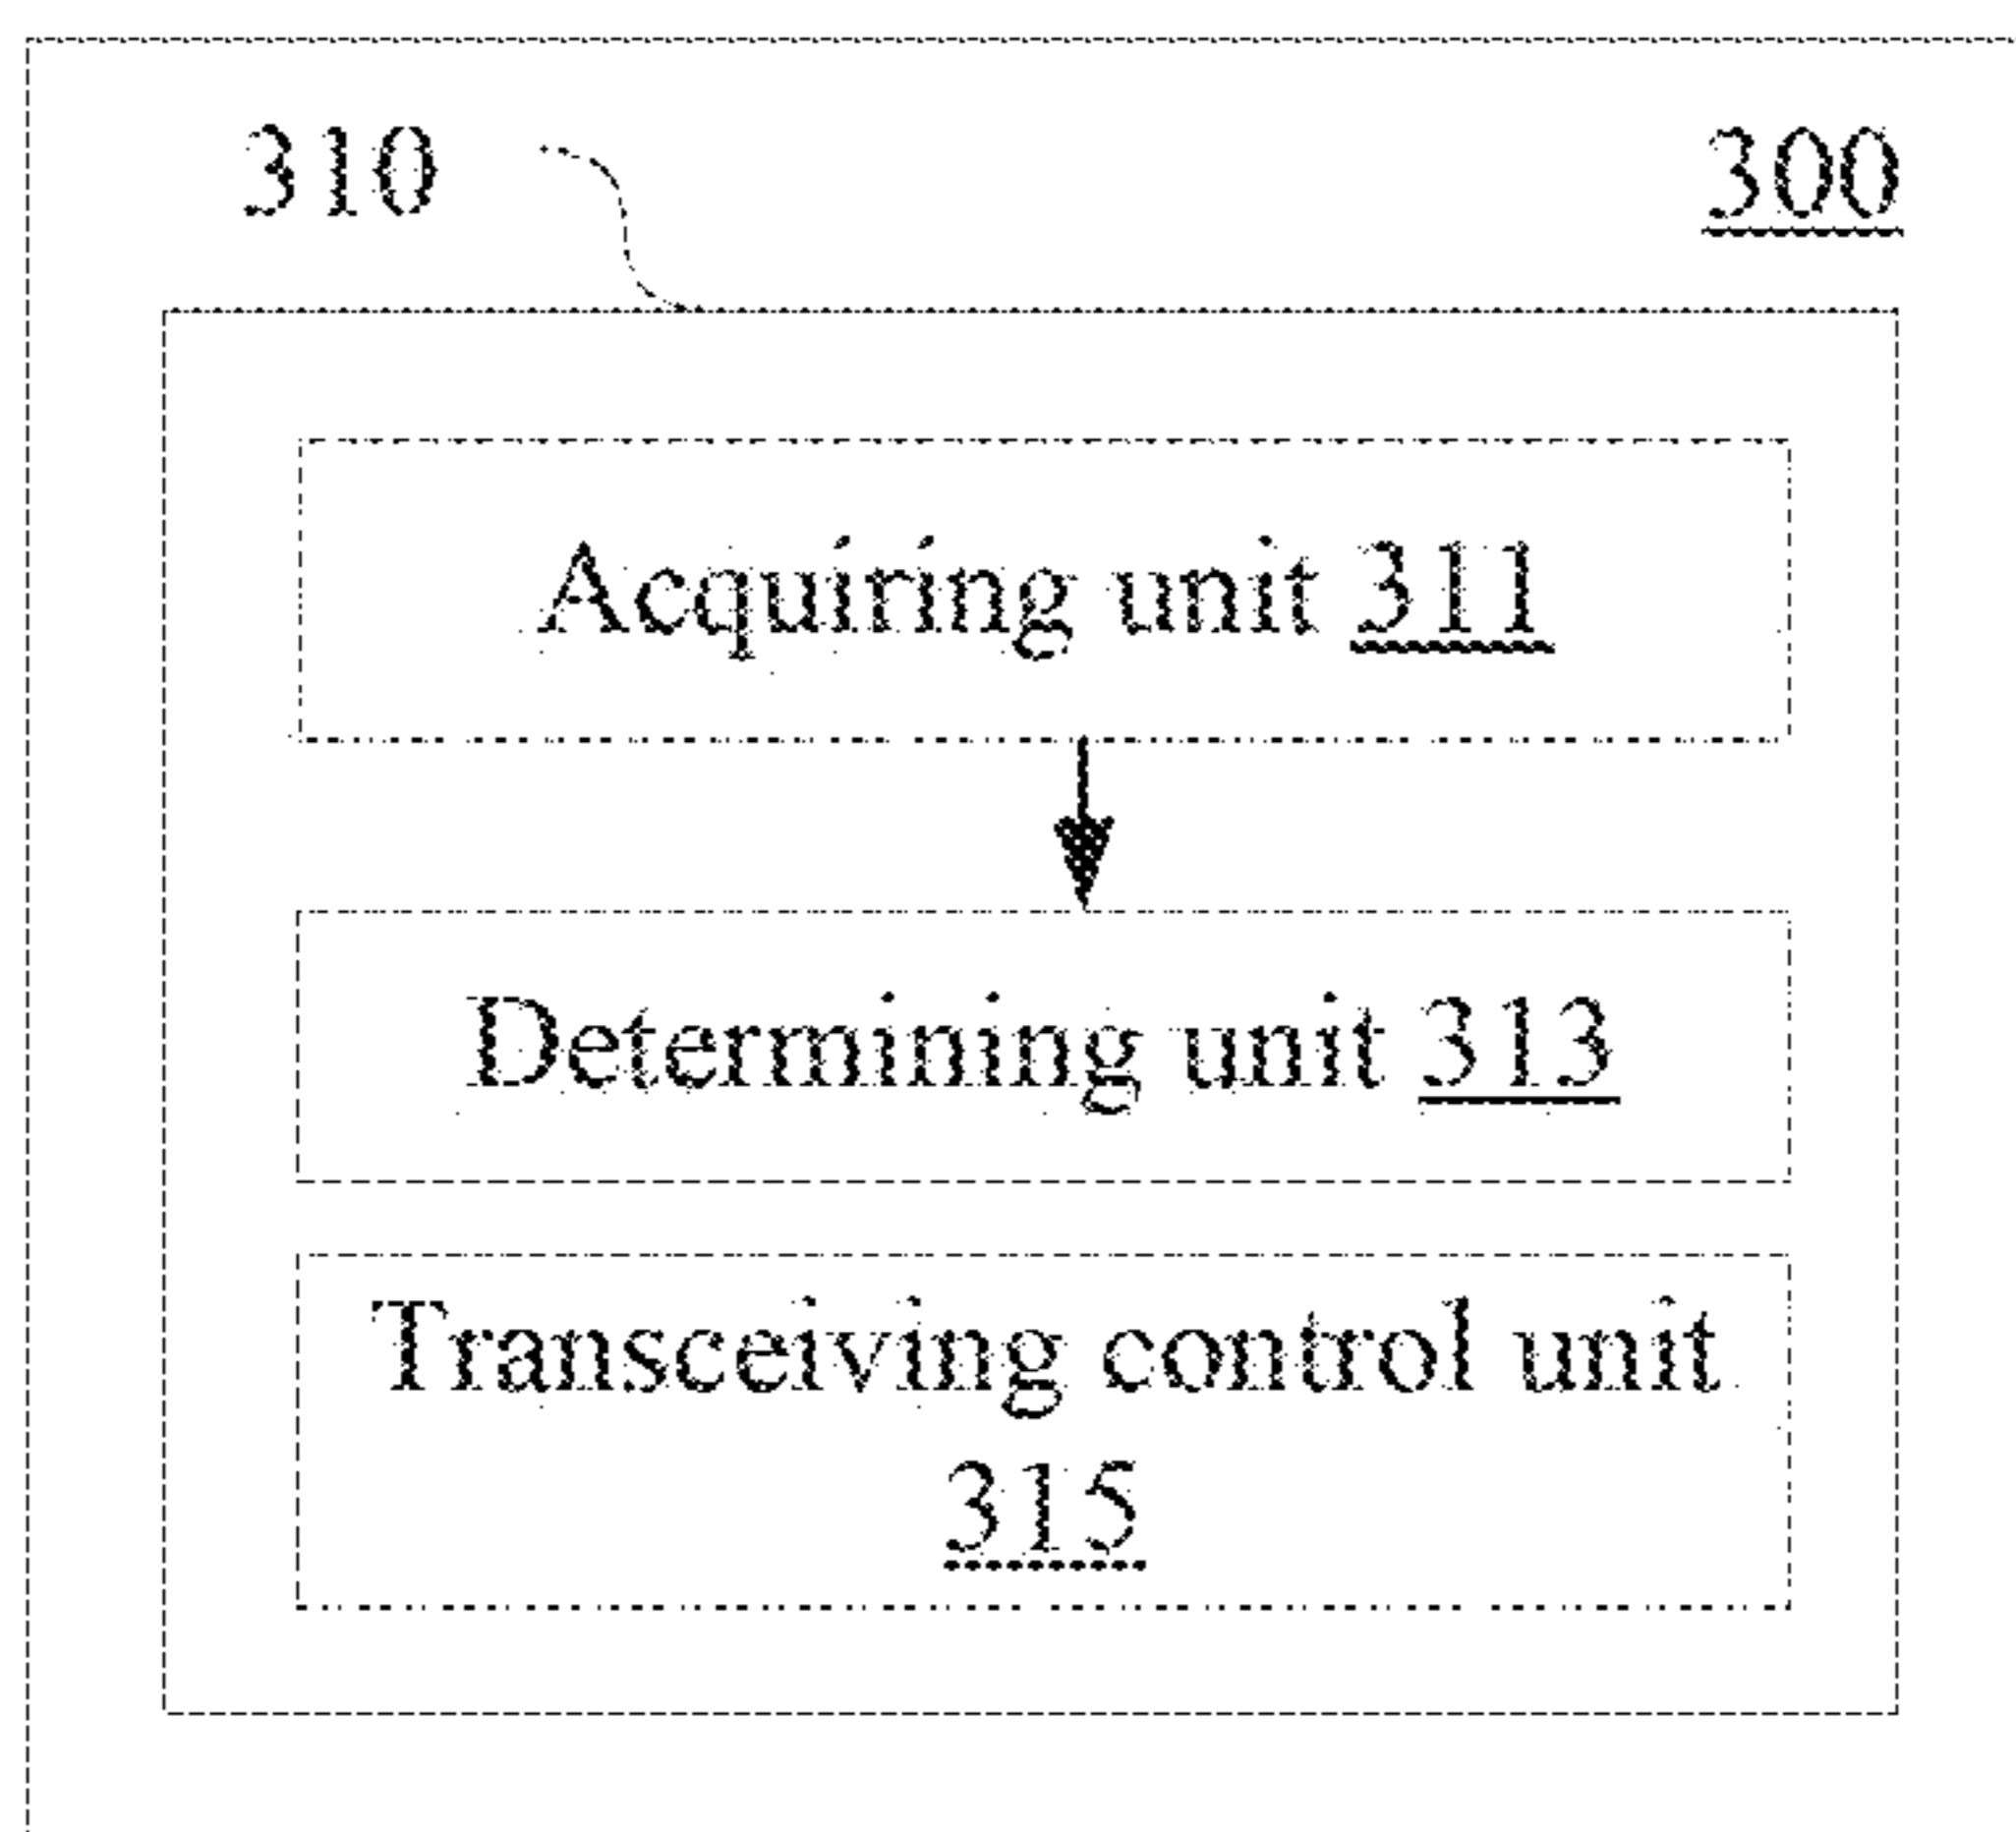 310
300
Acquiring unit 311
Determining unit 313
Transceiving control unit
315